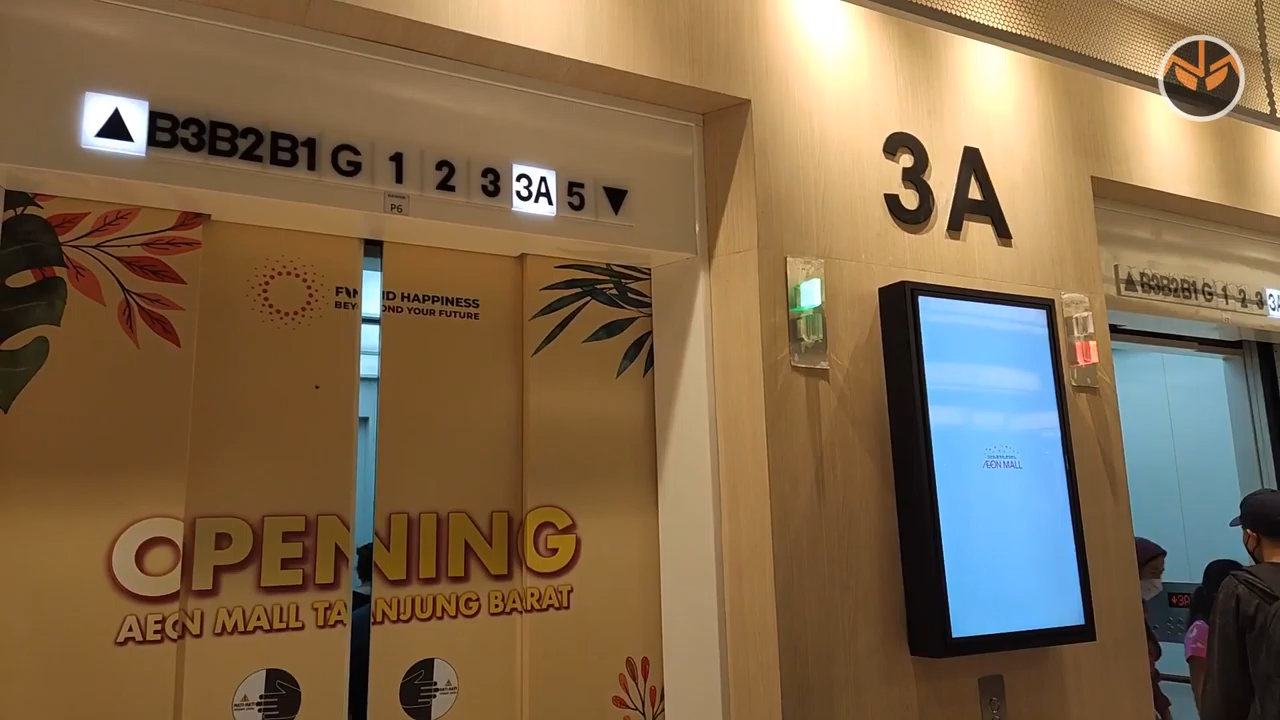 B3 B2 B1 G 1 2 3 3A 5
P6
3A
B3 B2 B1 G 1 2 3 3A
FIND HAPPINESS
BEYOND YOUR FUTURE
AEON MALL
OPENING
AEON MALL TANJUNG BARAT